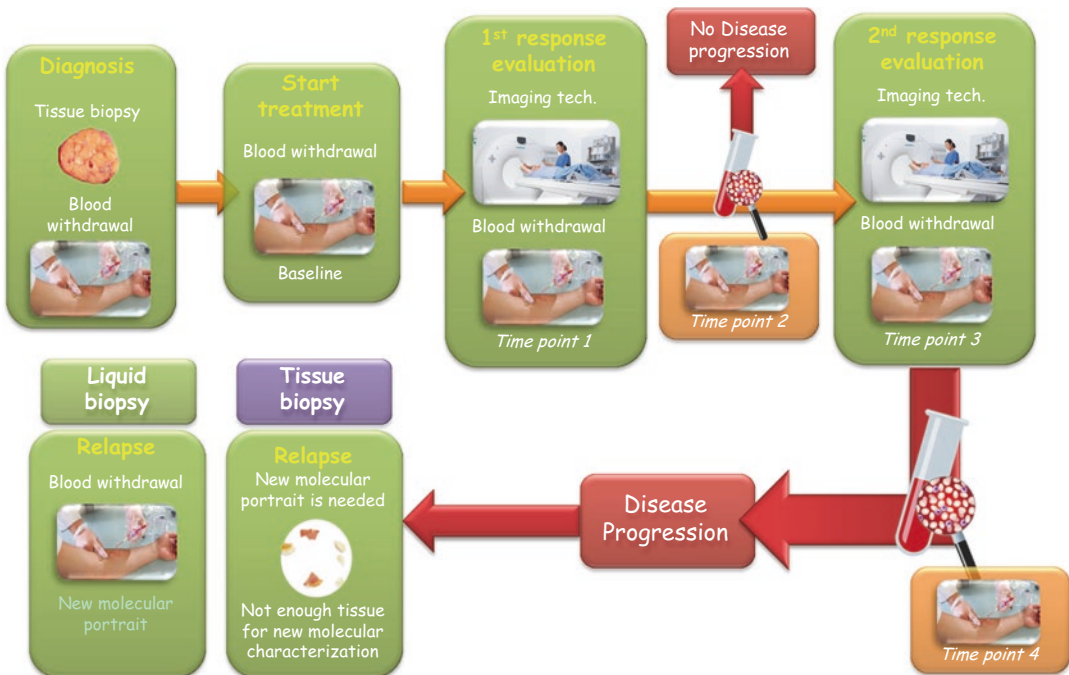 Diagnosis
Tissue biopsy
Blood
withdrawal
Start
treatment
Blood withdrawal
Baseline
1st response
evaluation
Imaging tech.
Blood withdrawal
Time point 1
No Disease
progression
Time point 2
2nd response
evaluation
Imaging tech.
Blood withdrawal
Time point 3
Liquid
biopsy
Relapse
Blood withdrawal
New molecular
portrait
Tissue
biopsy
Relapse
New molecular
portrait is needed
Not enough tissue
for new molecular
characterization
Disease
Progression
Time point 4